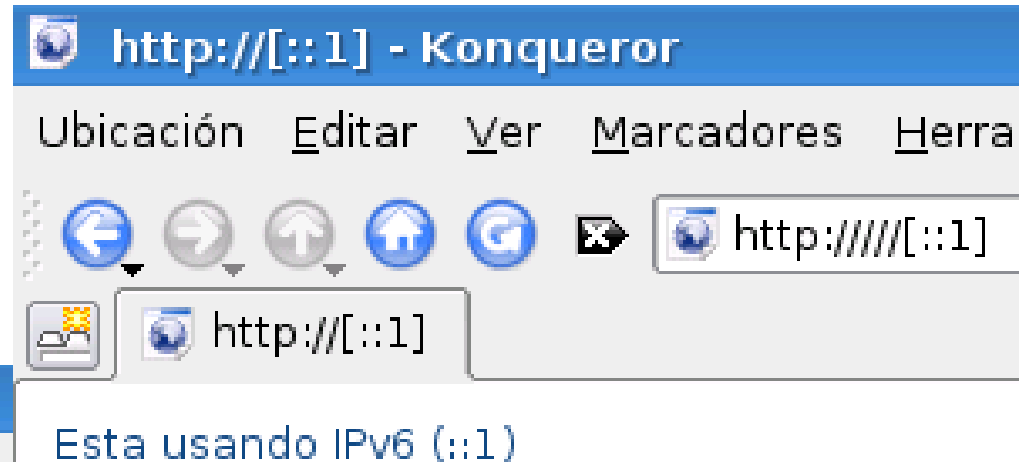 http://[::1] - Konqueror
Ubicación Editar Ver Marcadores Herra
http://///[::1]
http://[::1]
Esta usando IPv6 (::1)